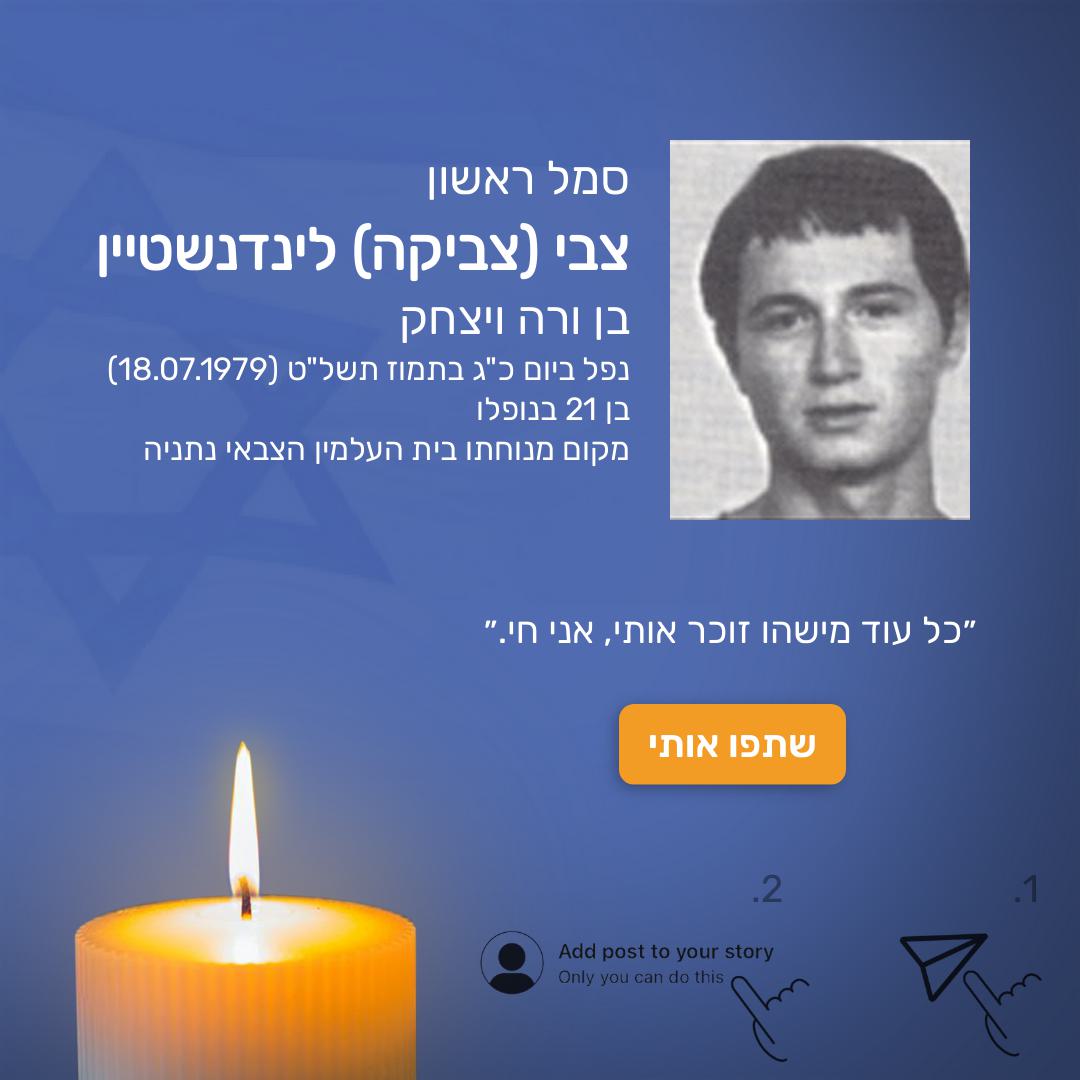 סמל ראשון
צבי (צביקה) לינדנשטיין
בן ורה ויצחק
נפל ביום כ"ג בתמוז תשל"ט (18.07.1979)
בן 21 בנופלו
מקום מנוחתו בית העלמין הצבאי נתניה
״כל עוד מישהו זוכר אותי, אני חי.״
שתפו אותי
1.
2.
Add post to your story
Only you can do this